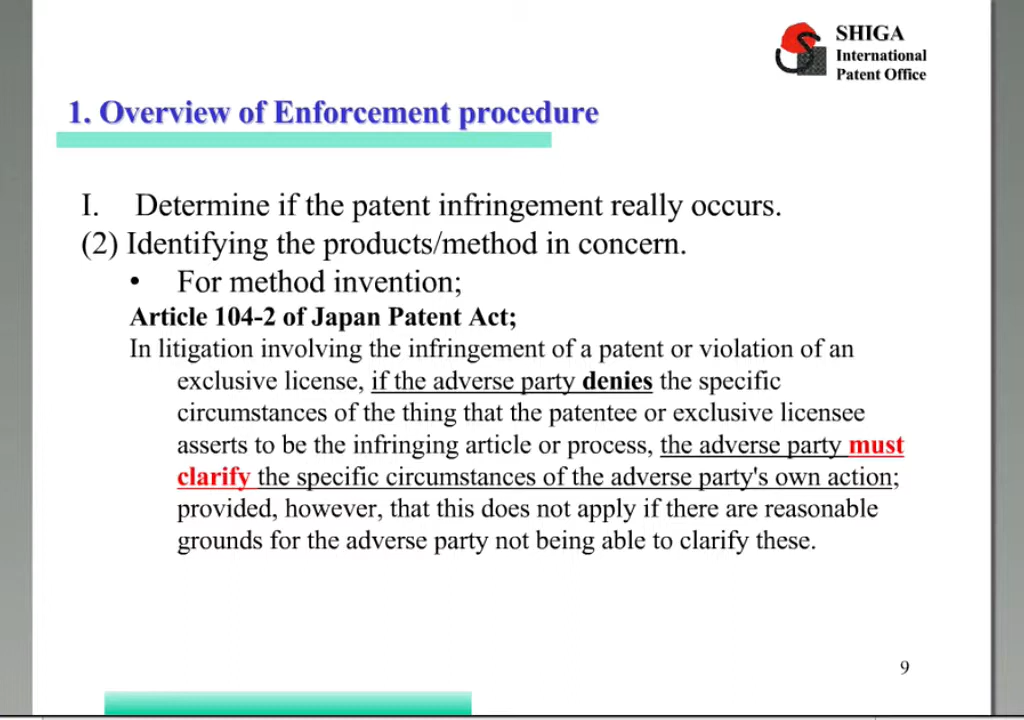 SHIGA
International
Patent Office
1. Overview of Enforcement procedure
I. Determine if the patent infringement really occurs.
(2) Identifying the products/method in concern.
• For method invention;
Article 104-2 of Japan Patent Act;
In litigation involving the infringement of a patent or violation of an
exclusive license, if the adverse party denies the specific
circumstances of the thing that the patentee or exclusive licensee
asserts to be the infringing article or process, the adverse party must
clarify the specific circumstances of the adverse party's own action;
provided, however, that this does not apply if there are reasonable
grounds for the adverse party not being able to clarify these.
9